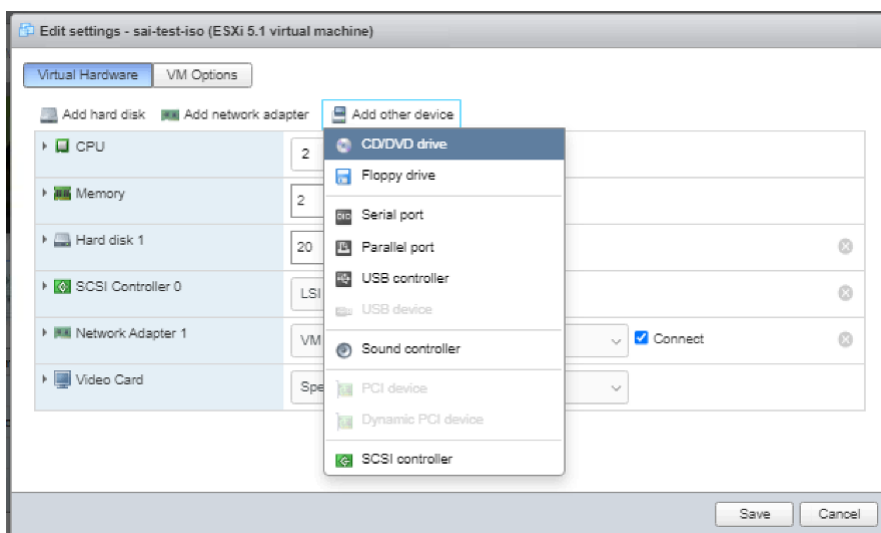 Edit settings - sai-test-iso (ESXi 5.1 virtual machine)
Virtual Hardware VM Options
Add hard disk Add network adapter Add other device
CPU 2 CD/DVD drive
Floppy drive
Memory 2 Serial port
Hard disk 1 20 Parallel port
USB controller
SCSI Controller 0 LSI USB device
Network Adapter 1 VM Sound controller Connect
Video Card Spe PCI device
Dynamic PCI device
SCSI controller
Save Cancel